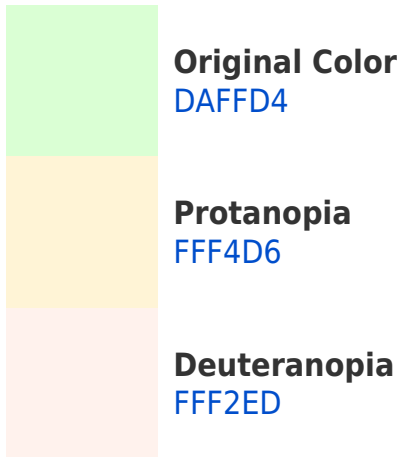 Original Color
DAFFD4
Protanopia
FFF4D6
Deuteranopia
FFF2ED